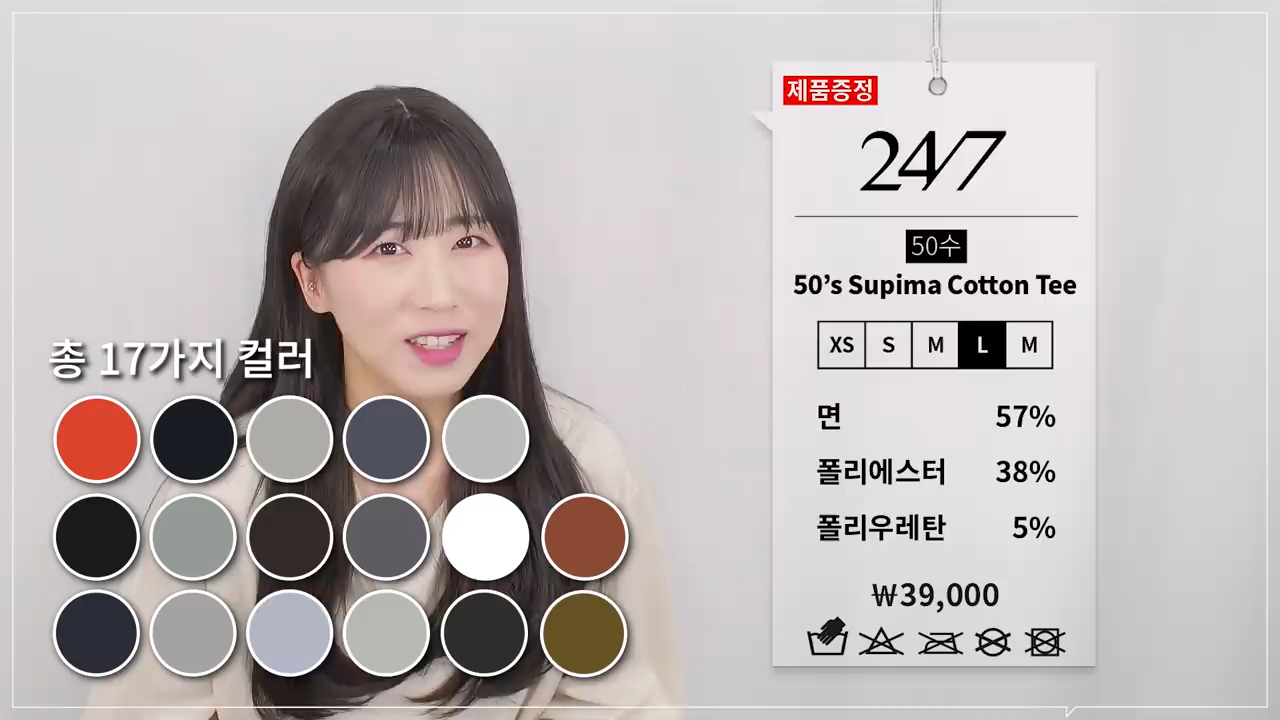 제품증정
24/7
50수
50's Supima Cotton Tee
XS S M L M
면 57%
폴리에스터 38%
폴리우레탄 5%
₩39,000
총 17가지 컬러